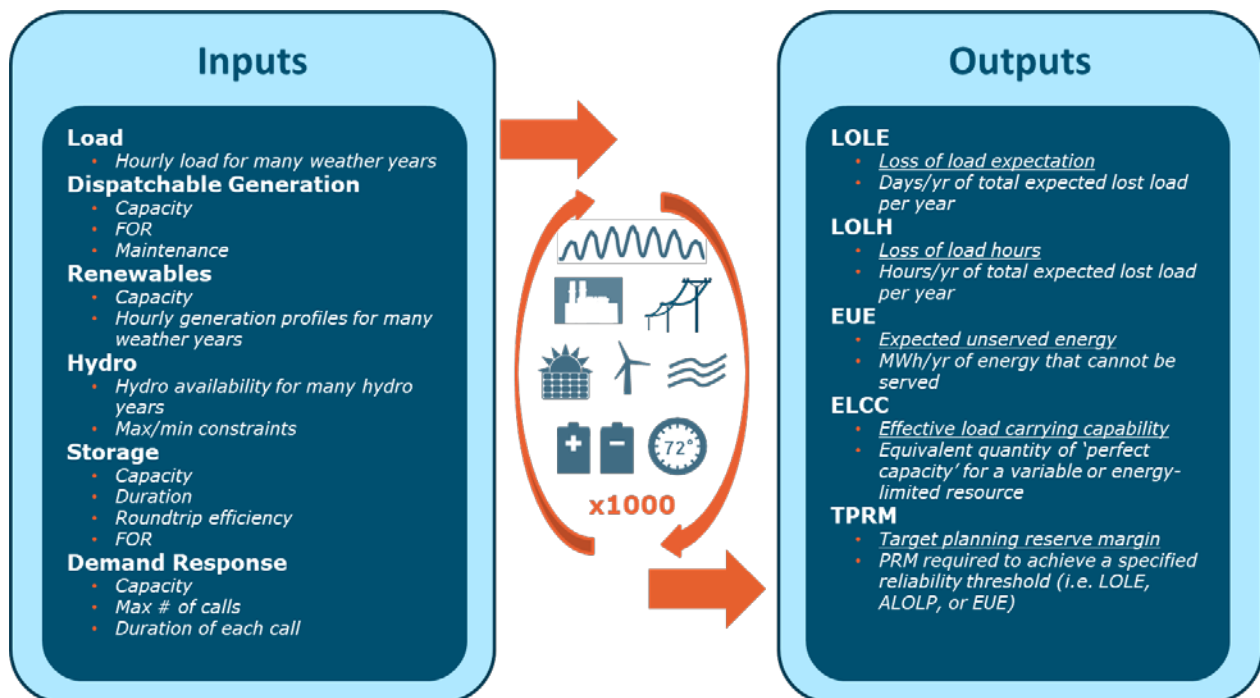 Inputs
Load
• Hourly load for many weather years
Dispatchable Generation
• Capacity
• FOR
• Maintenance
Renewables
• Capacity
• Hourly generation profiles for many
weather years
Hydro
• Hydro availability for many hydro
years
• Max/min constraints
Storage
• Capacity
• Duration
• Roundtrip efficiency
• FOR
Demand Response
• Capacity
• Max # of calls
• Duration of each call
72°
x1000
Outputs
LOLE
• Loss of load expectation
• Days/yr of total expected lost load
per year
LOLH
• Loss of load hours
• Hours/yr of total expected lost load
per year
EUE
• Expected unserved energy
• MWh/yr of energy that cannot be
served
ELCC
• Effective load carrying capability
• Equivalent quantity of ‘perfect
capacity’ for a variable or energy-
limited resource
TPRM
• Target planning reserve margin
• PRM required to achieve a specified
reliability threshold (i.e. LOLE,
ALOLP, or EUE)